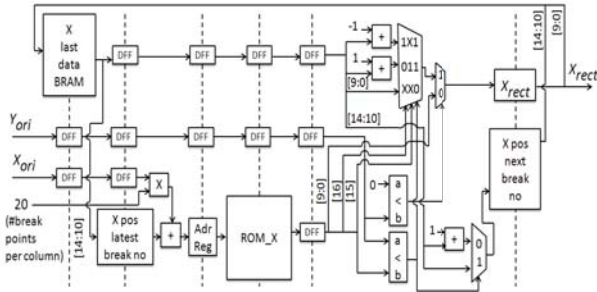 X last data BRAM
DFF DFF DFF DFF
-1 +
1 +
1X1
011
XX0
[9:0]
[14:10]
1
0
X_rect
[14:10]
[9:0]
X_rect
Y_ori
DFF DFF DFF DFF
X_ori
DFF DFF
X
20
(#break points per column)
[14:10]
X pos latest break no
+
Adr Reg
ROM_X
DFF
[9:0]
[16]
[15]
0
a
<
b
a
<
b
1 +
0
1
X pos next break no